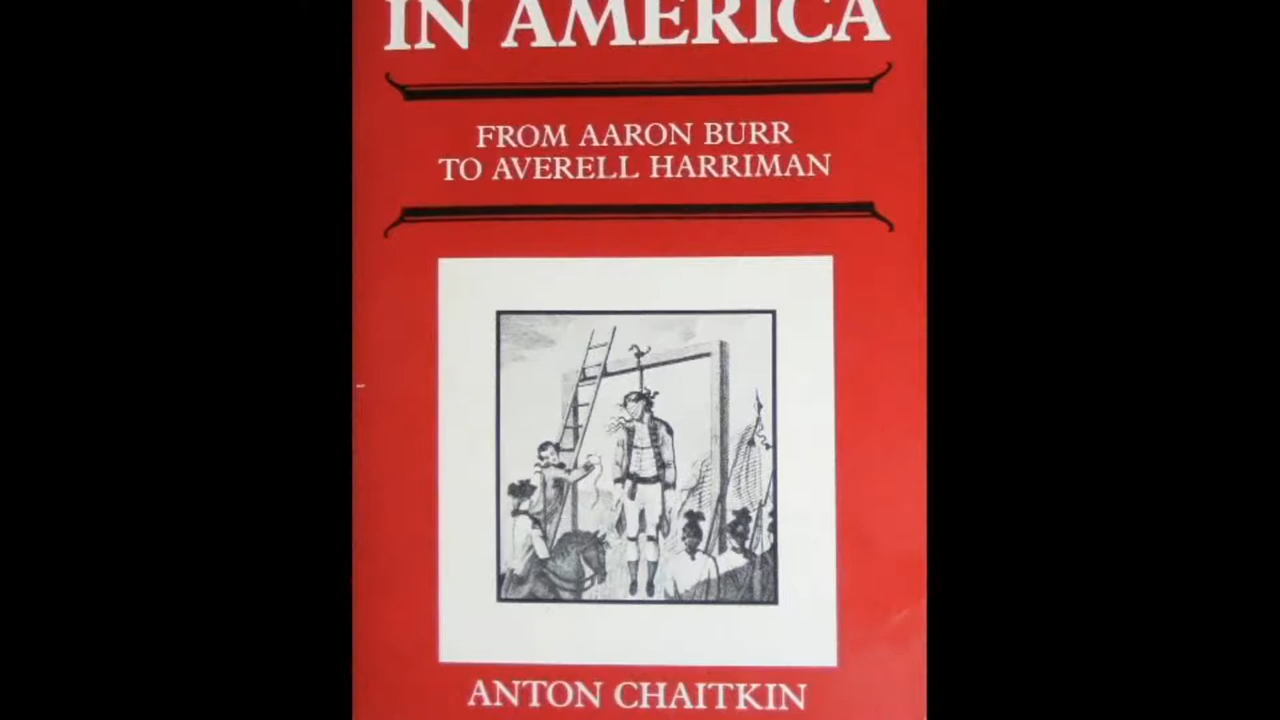 IN AMERICA
FROM AARON BURR
TO AVERELL HARRIMAN
ANTON CHAITKIN